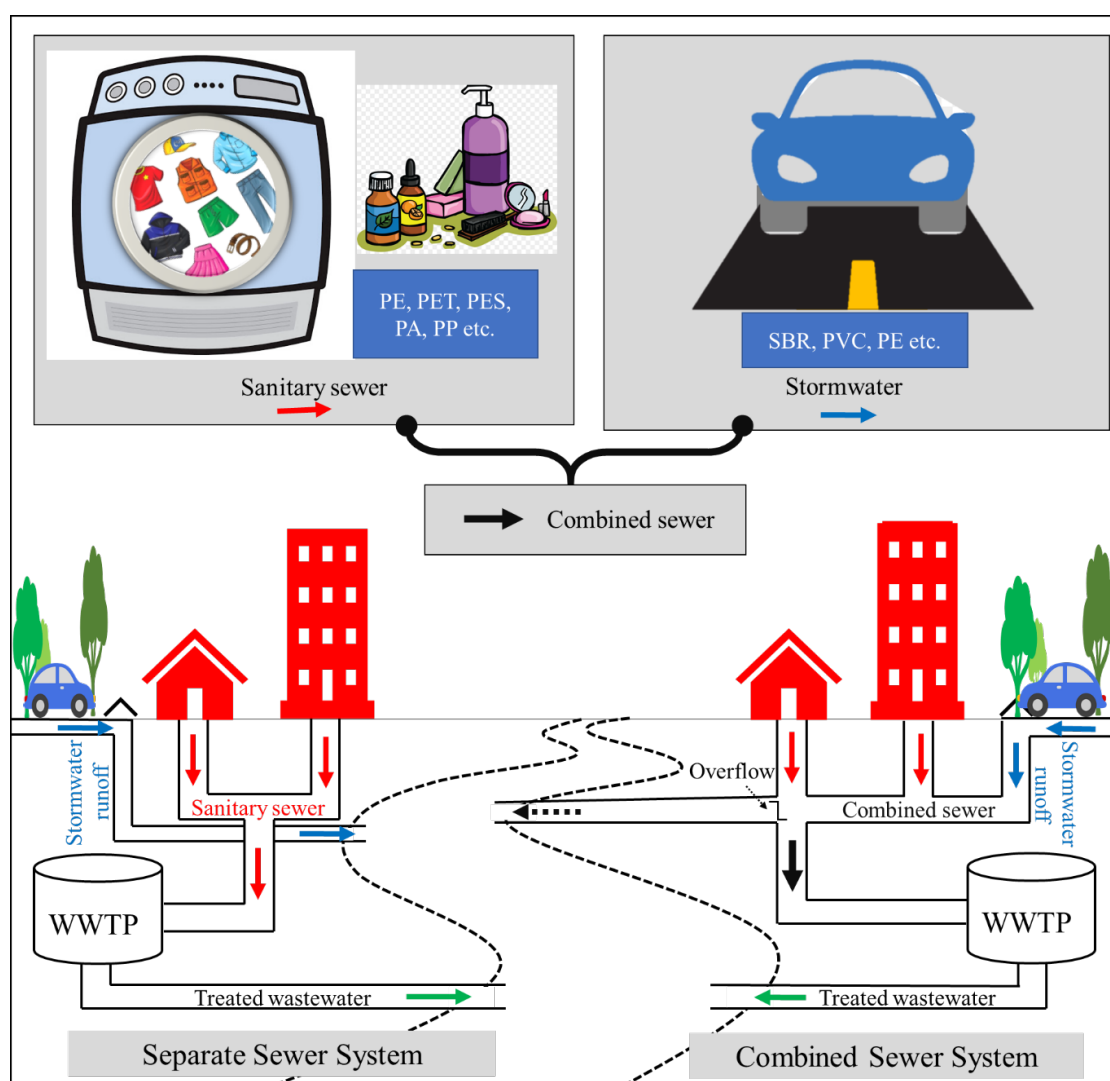 PE, PET, PES,
PA, PP etc.
Sanitary sewer
SBR, PVC, PE etc.
Stormwater
Combined sewer
Stormwater
runoff
Sanitary sewer
Overflow
Combined sewer
Stormwater
runoff
WWTP
WWTP
Treated wastewater
Treated wastewater
Separate Sewer System
Combined Sewer System